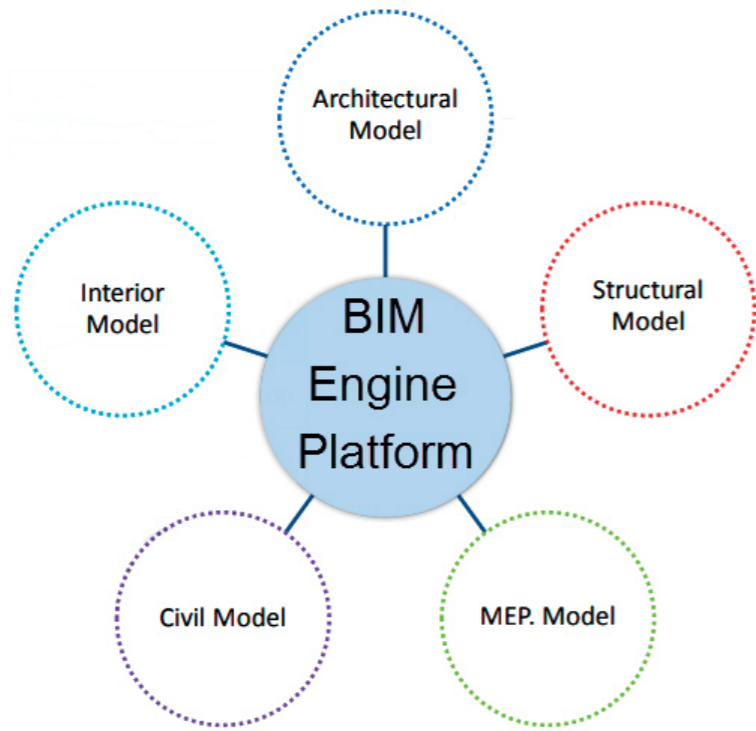 Architectural
Model
Interior
Model
Structural
Model
BIM
Engine
Platform
Civil Model
MEP. Model